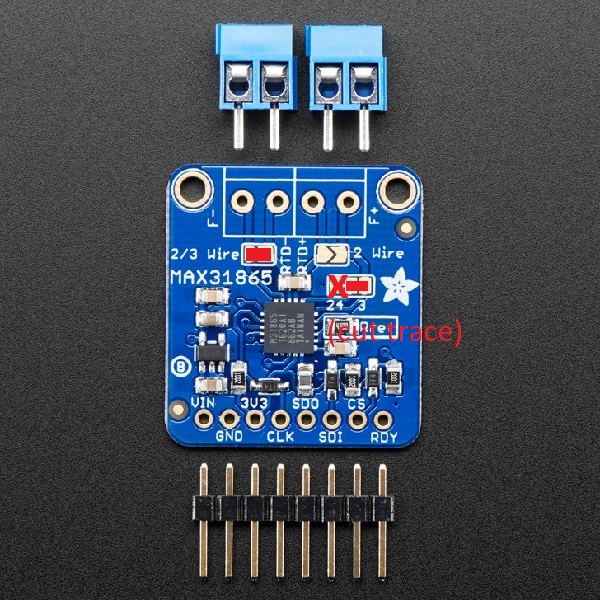 F-
F+
2/3 Wire
RTD-
RTD+
2 Wire
MAX31865
X
24 3
(cut trace)
Rref
B
VIN
3V3
SDO
CS
GND
CLK
SDI
RDY